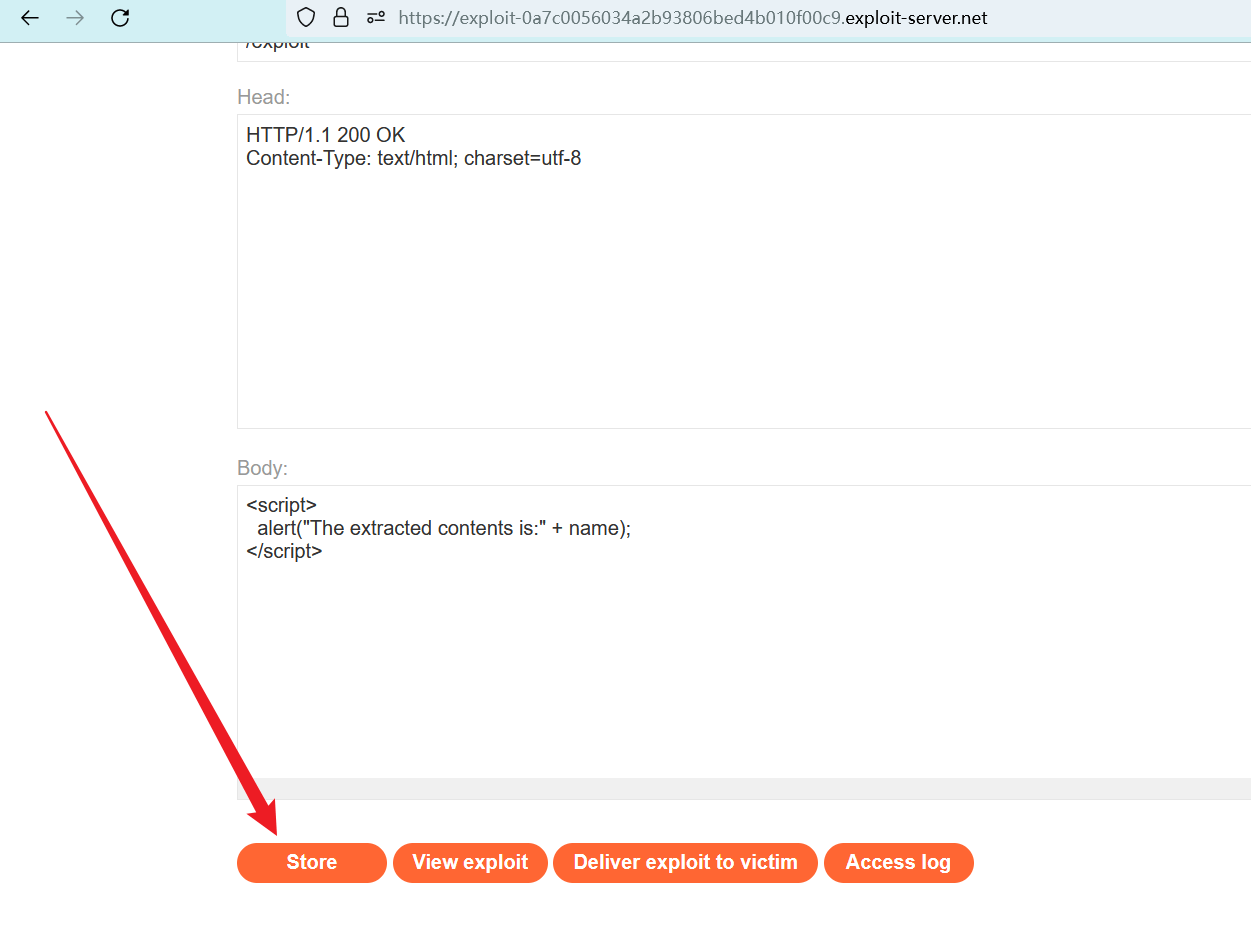 https://exploit-0a7c0056034a2b93806bed4b010f00c9.exploit-server.net
/exploit
Head:
HTTP/1.1 200 OK
Content-Type: text/html; charset=utf-8
Body:
<script>
  alert("The extracted contents is:" + name);
</script>
Store
View exploit
Deliver exploit to victim
Access log